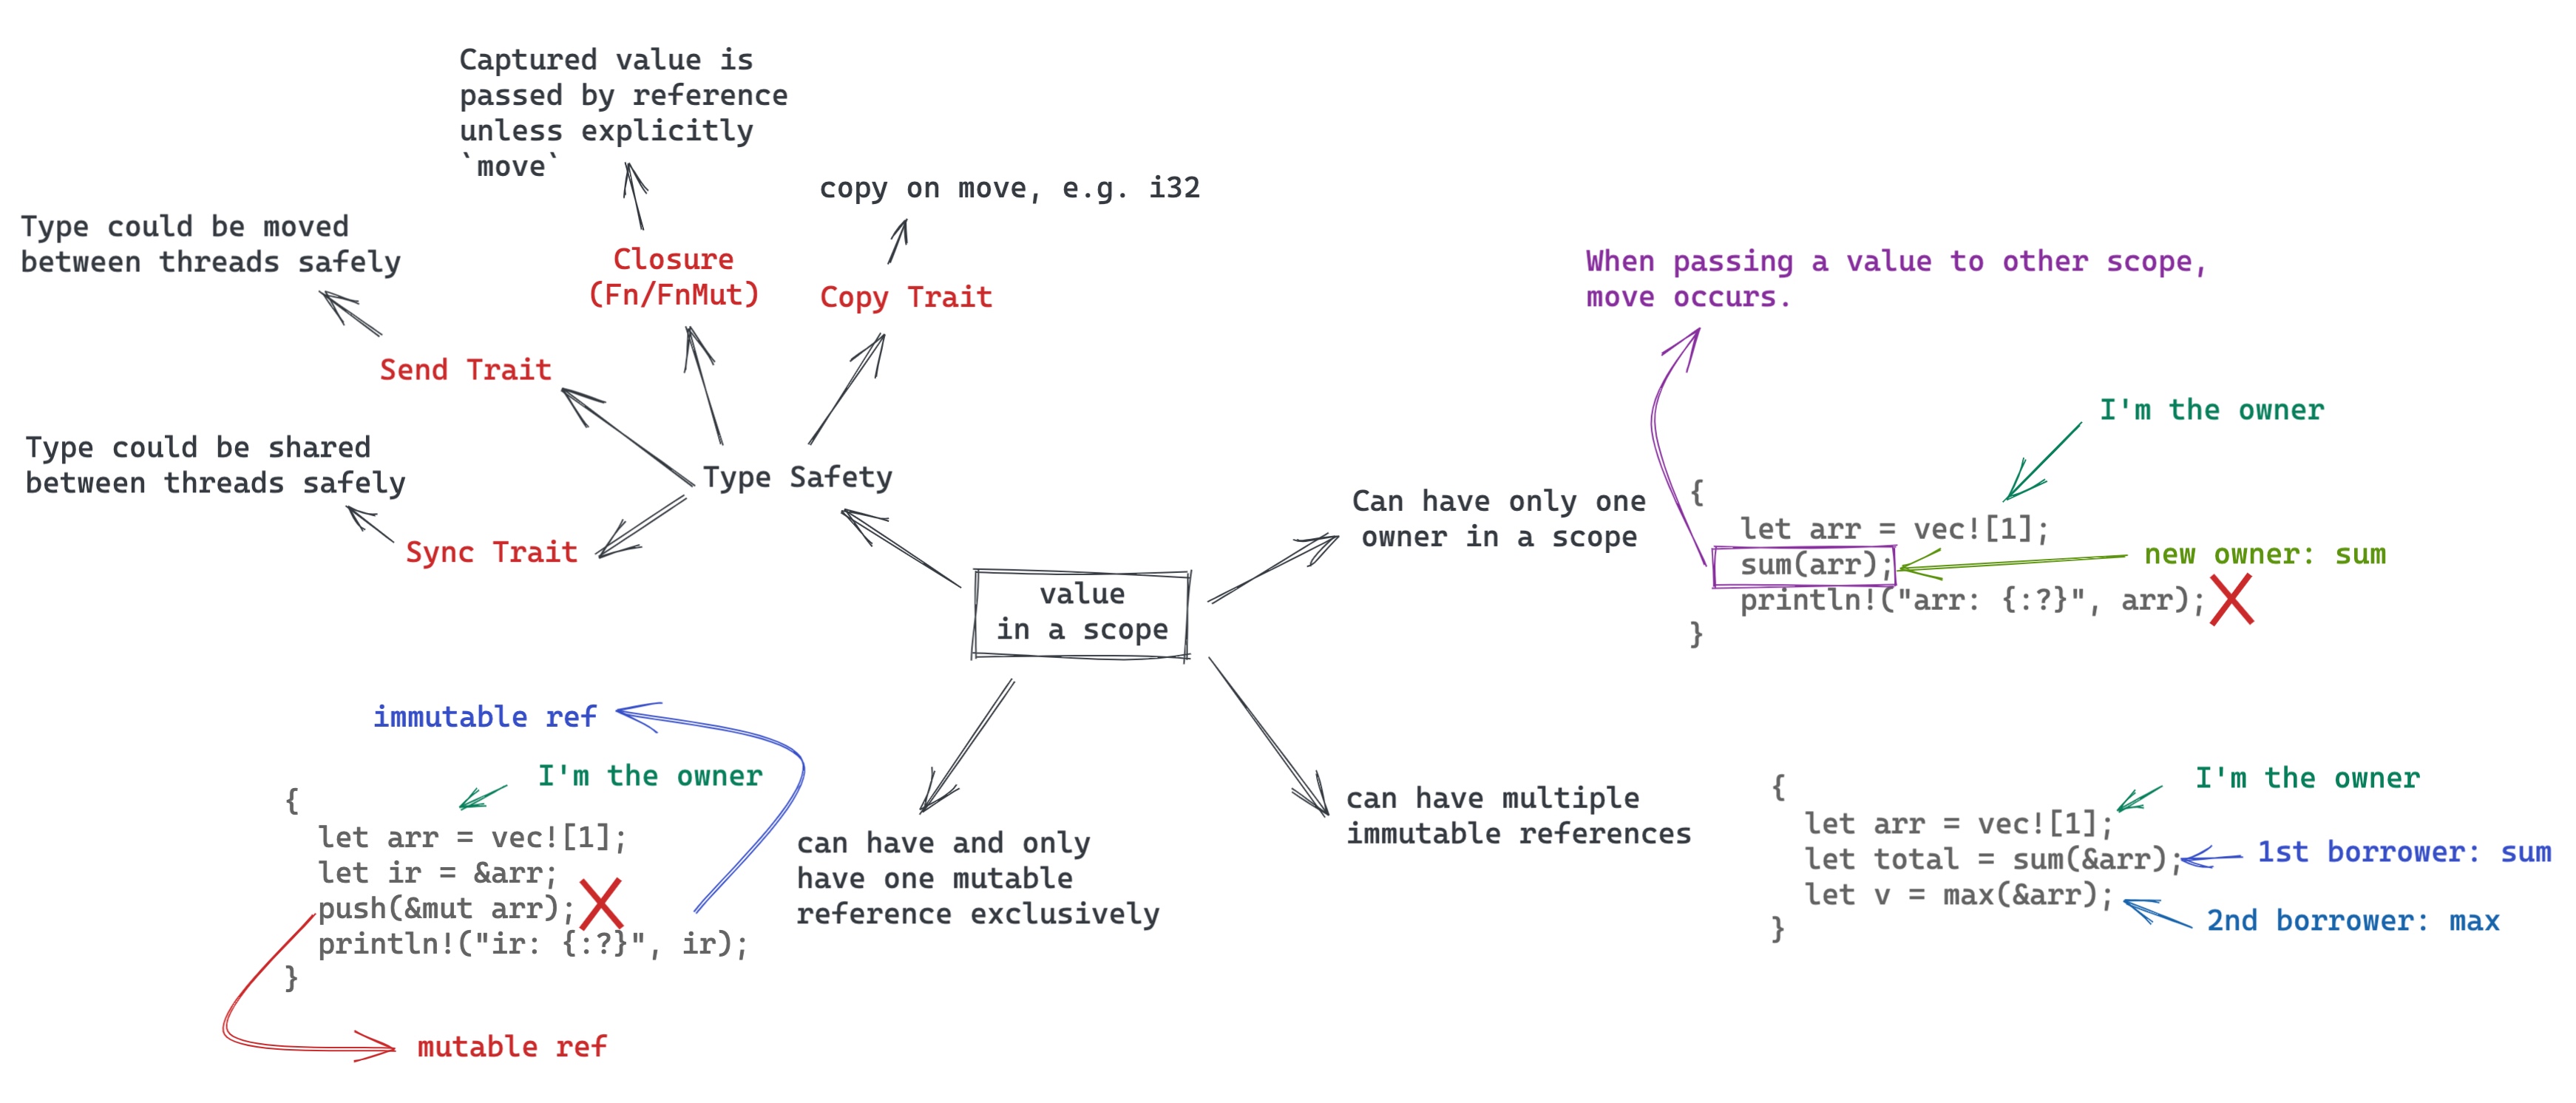 Captured value is
passed by reference
unless explicitly
`move`
copy on move, e.g. i32
Type could be moved
between threads safely
Closure
(Fn/FnMut)
Copy Trait
Send Trait
Type could be shared
between threads safely
Type Safety
Sync Trait
value
in a scope
Can have only one
owner in a scope
When passing a value to other scope,
move occurs.
I'm the owner
{
let arr = vec![1];
sum(arr);
new owner: sum
println!("arr: {:?}", arr);
}
immutable ref
I'm the owner
{
let arr = vec![1];
let ir = &arr;
push(&mut arr);
println!("ir: {:?}", ir);
}
mutable ref
can have and only
have one mutable
reference exclusively
can have multiple
immutable references
I'm the owner
{
let arr = vec![1];
let total = sum(&arr);
1st borrower: sum
let v = max(&arr);
2nd borrower: max
}